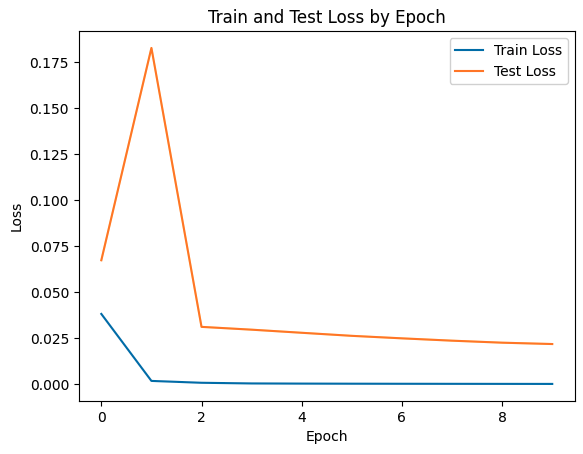 Train and Test Loss by Epoch
Train Loss
Test Loss
0.175
0.150
0.125
0.100
0.075
0.050
0.025
0.000
Loss
0 2 4 6 8
Epoch